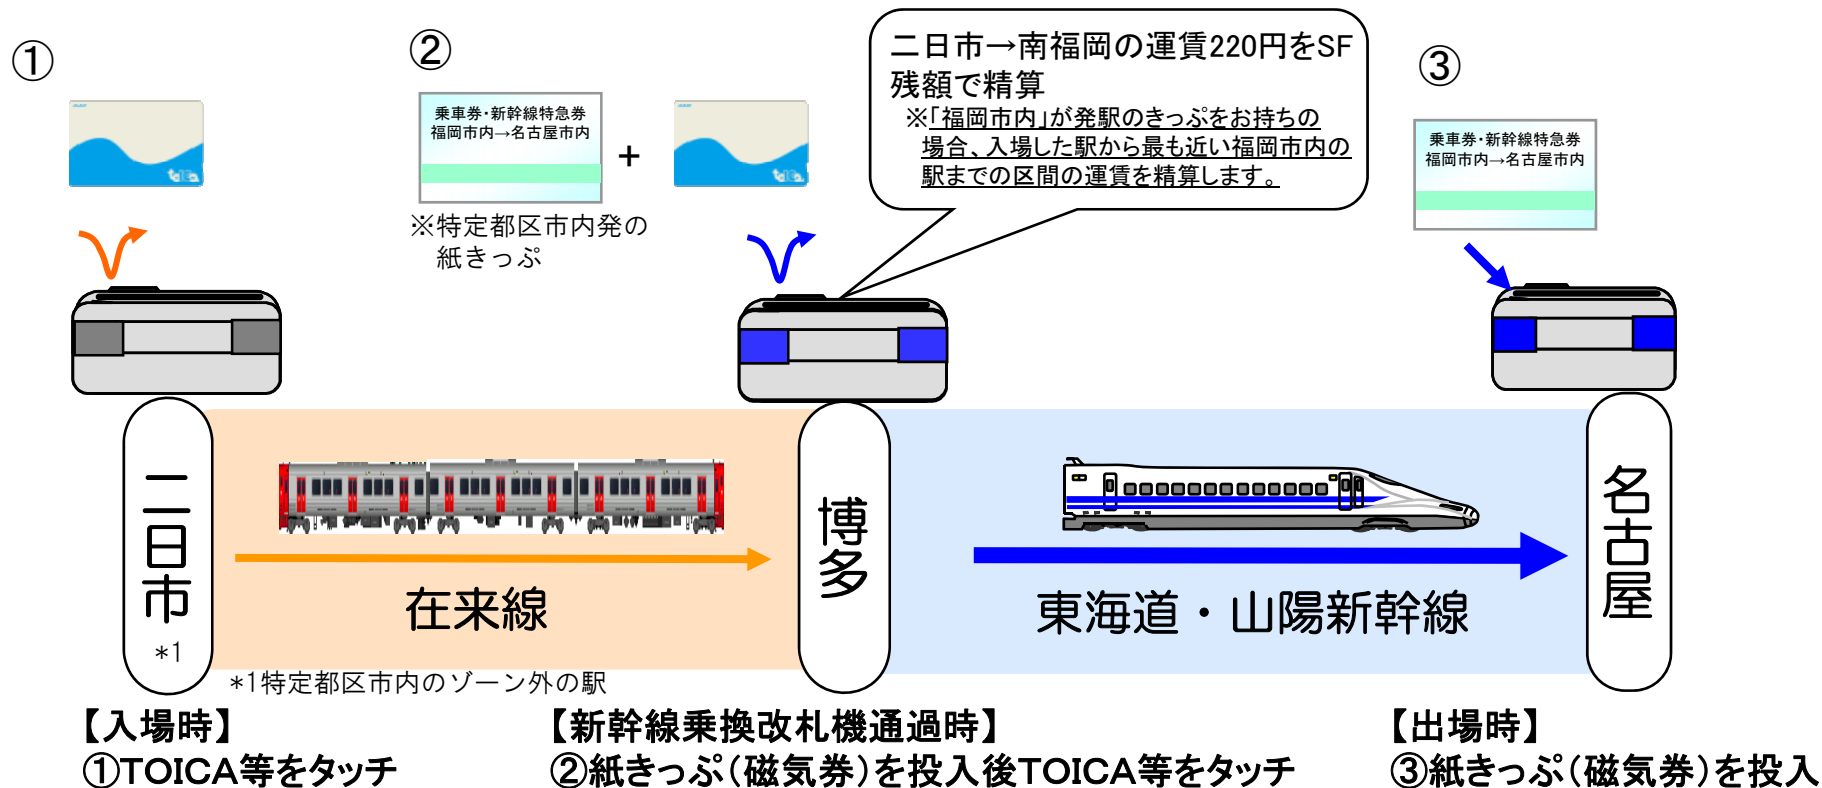 ①
②
③
二日市→南福岡の運賃220円をSF
残額で精算
※「福岡市内」が発駅のきっぷをお持ちの
場合、入場した駅から最も近い福岡市内の
駅までの区間の運賃を精算します。
乗車券・新幹線特急券
福岡市内→名古屋市内
+
toica
※特定都区市内発の
紙きっぷ
乗車券・新幹線特急券
福岡市内→名古屋市内
toica
二日市
*1
在来線
博多
東海道・山陽新幹線
名古屋
*1特定都区市内のゾーン外の駅
【入場時】
①TOICA等をタッチ
【新幹線乗換改札機通過時】
②紙きっぷ(磁気券)を投入後TOICA等をタッチ
【出場時】
③紙きっぷ(磁気券)を投入